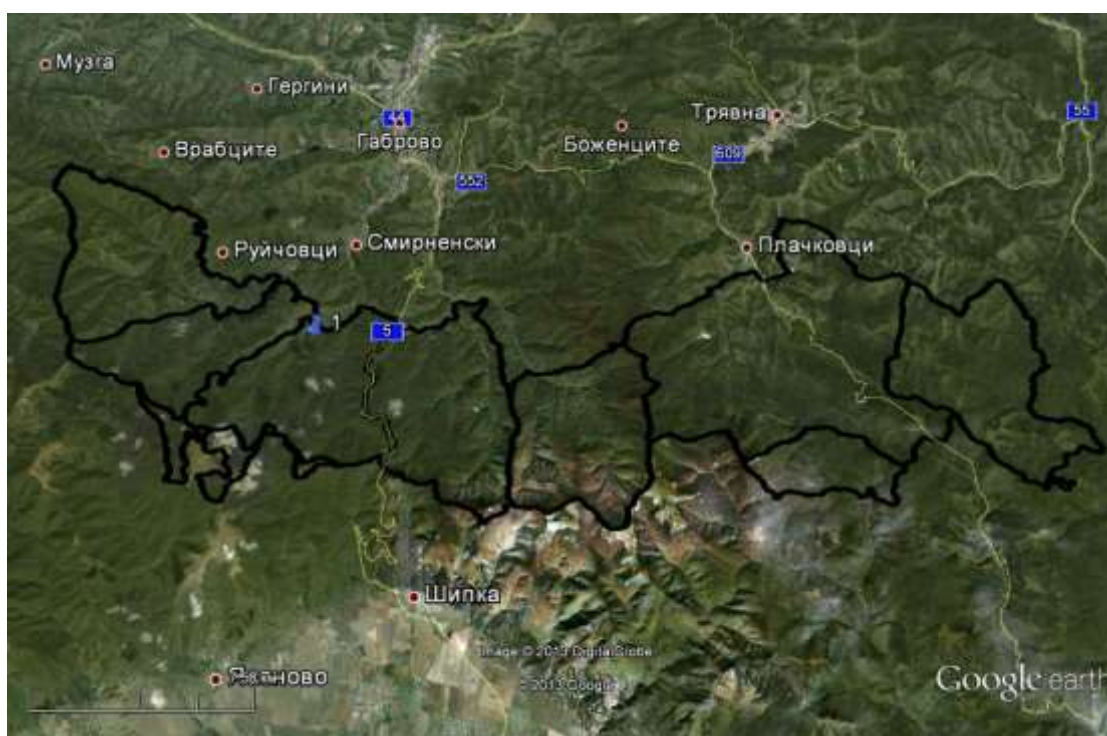 Музга
Гергини
44
Габрово
Врабците
Боженците
Трявна
55
609
552
Руйчовци
Смирненски
Плачковци
1
5
Шипка
Image © 2013 DigitalGlobe
© 2013 Google
Google earth